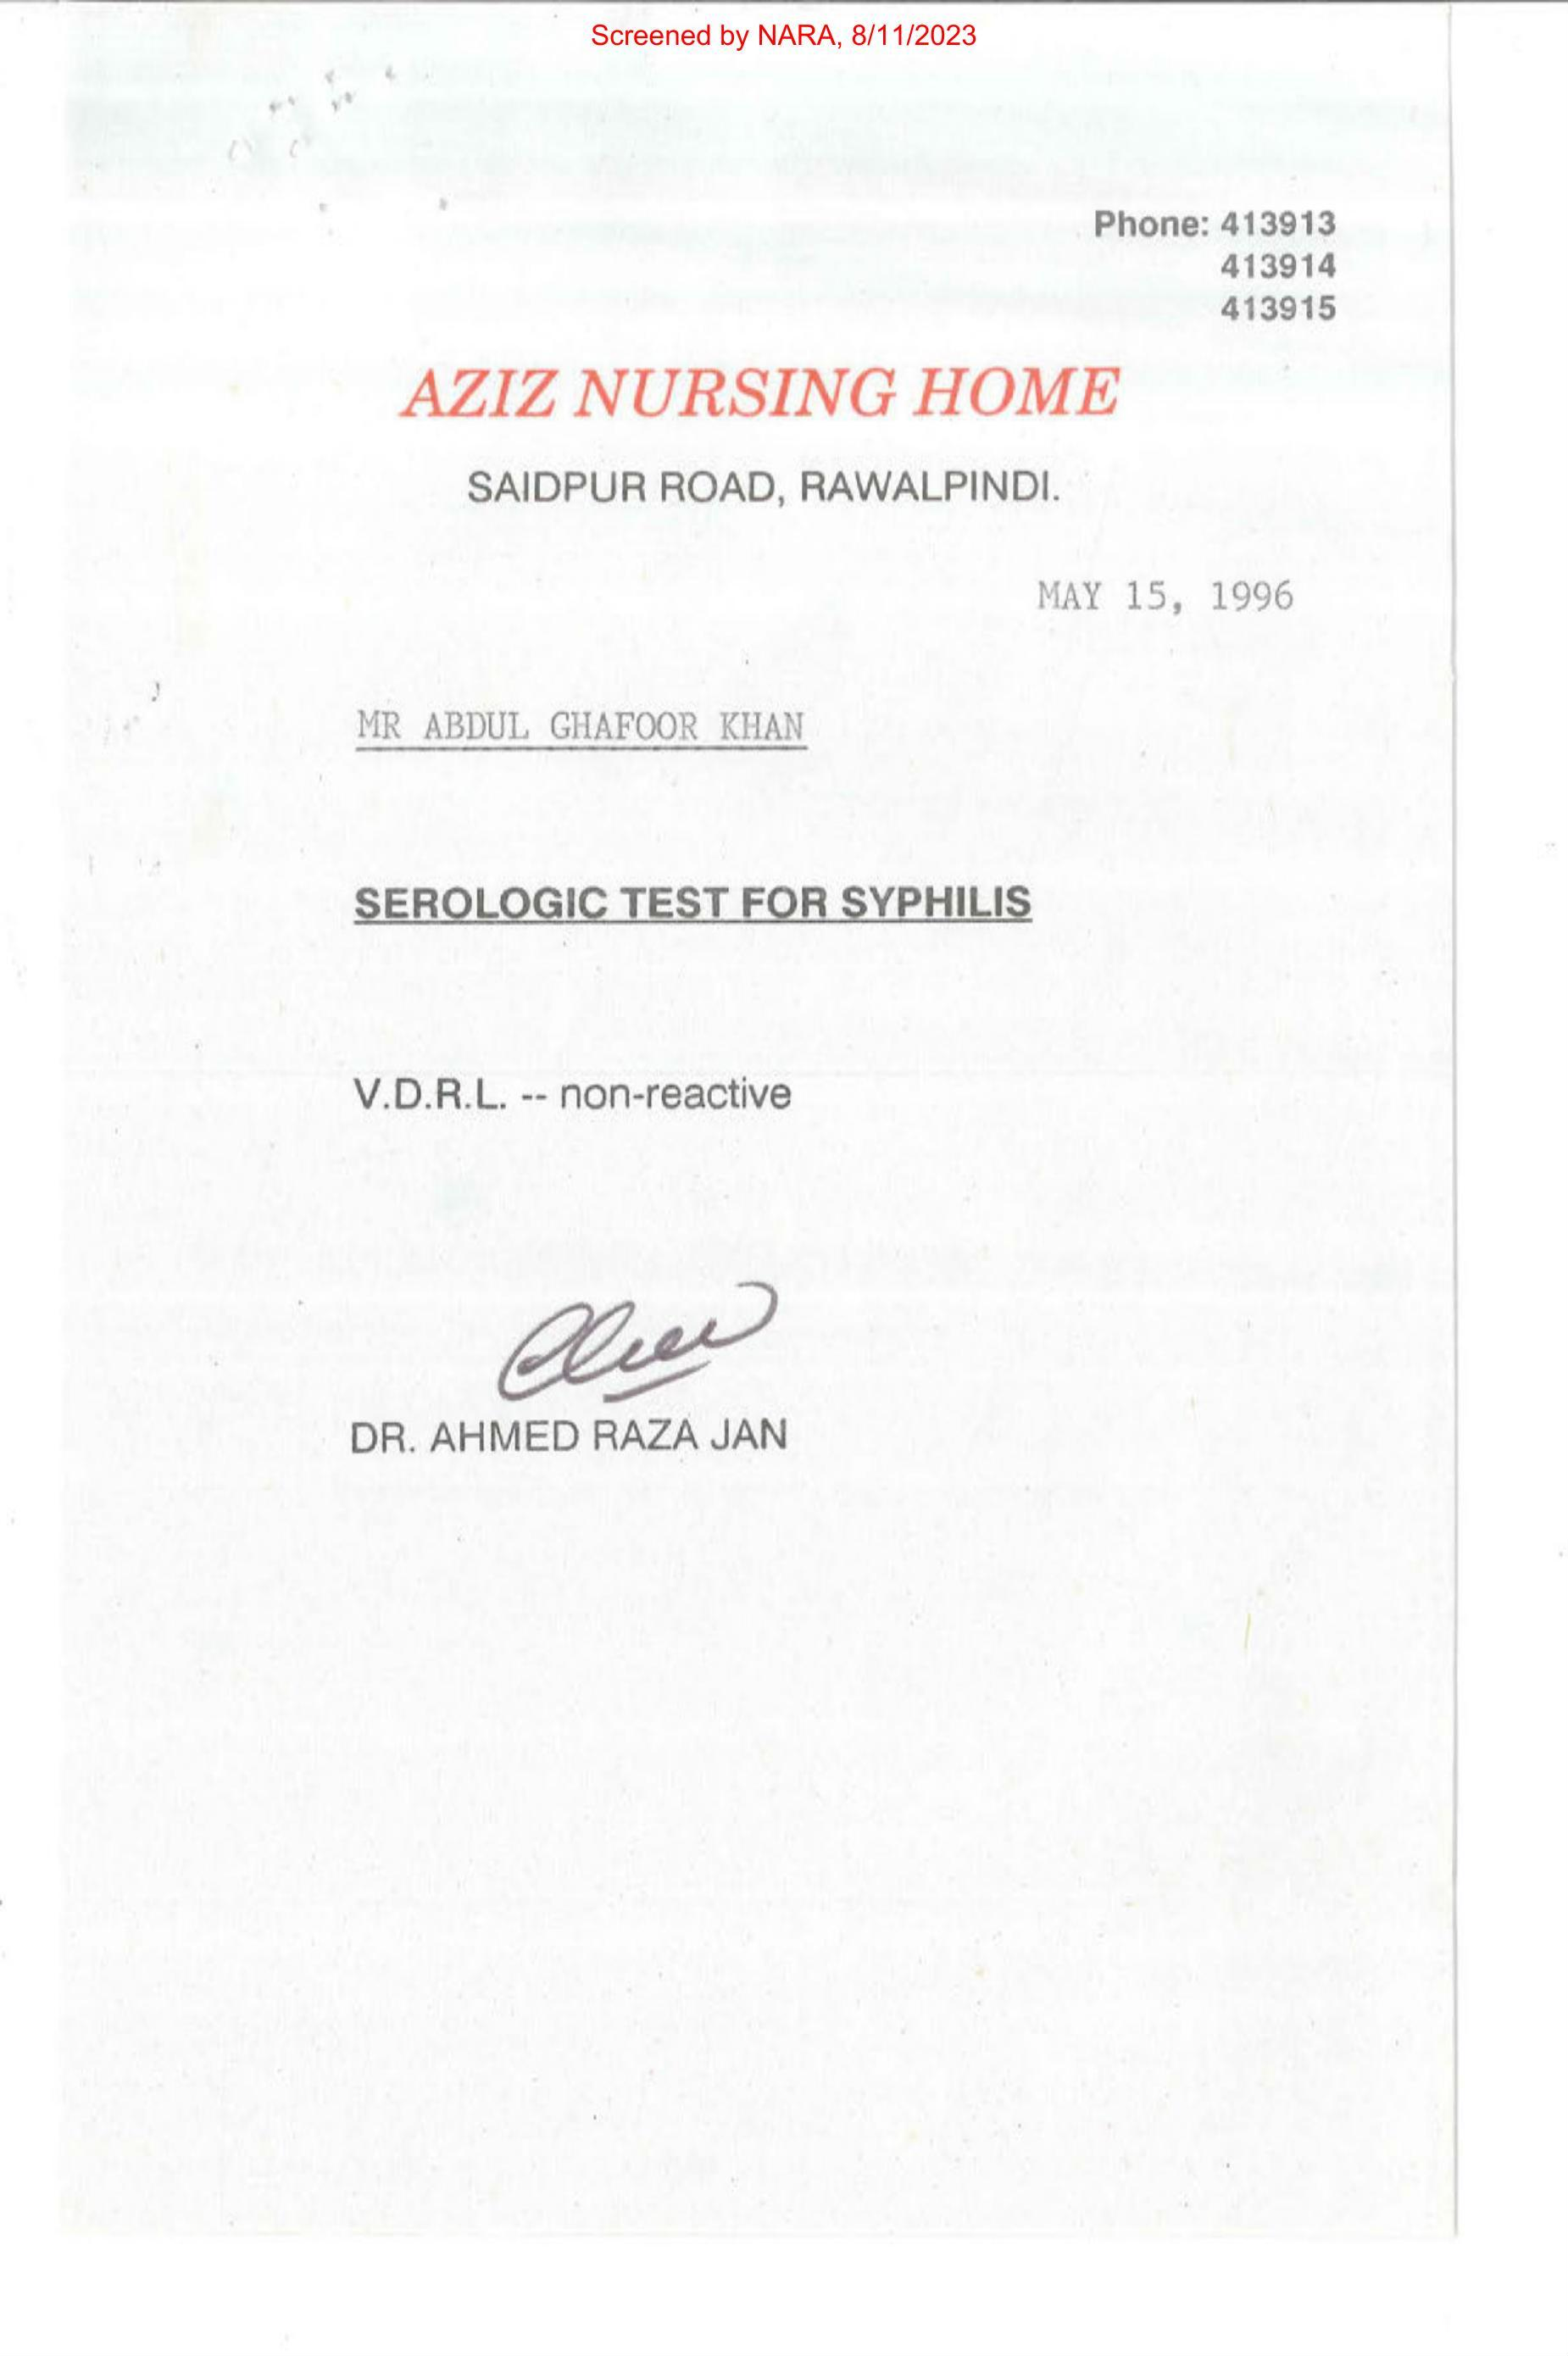 Screened by NARA, 8/11/2023
Phone: 413913
413914
413915
AZIZ NURSING HOME
SAIDPUR ROAD, RAWALPINDI.
MAY 15, 1996
MR ABDUL GHAFOOR KHAN
SEROLOGIC TEST FOR SYPHILIS
V.D.R.L. -- non-reactive
DR. AHMED RAZA JAN